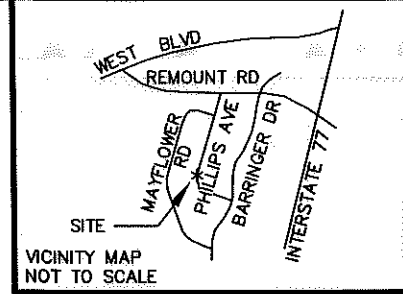 WEST BLVD
REMOUNT RD
MAYFLOWER
RD
PHILLIPS AVE
BARRINGER DR
INTERSTATE 77
SITE
VICINITY MAP
NOT TO SCALE